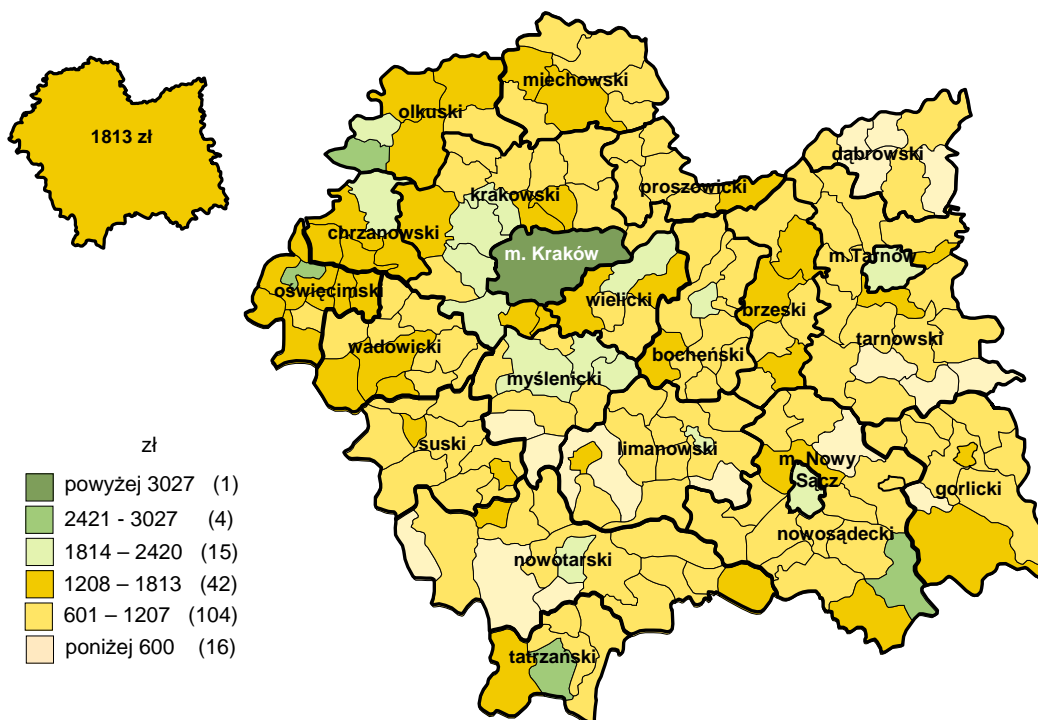 1813 zł
miechowski
olkuski
dąbrowski
krakowski
proszowicki
chrzanowski
m. Kraków
m.Tarnów
oświęcimski
wielicki
brzeski
wadowicki
bocheński
tarnowski
myślenicki
suski
limanowski
m. Nowy
Sącz
gorlicki
nowosądecki
nowotarski
tatrzański
zł
powyżej 3027 (1)
2421 - 3027 (4)
1814 – 2420 (15)
1208 – 1813 (42)
601 – 1207 (104)
poniżej 600 (16)